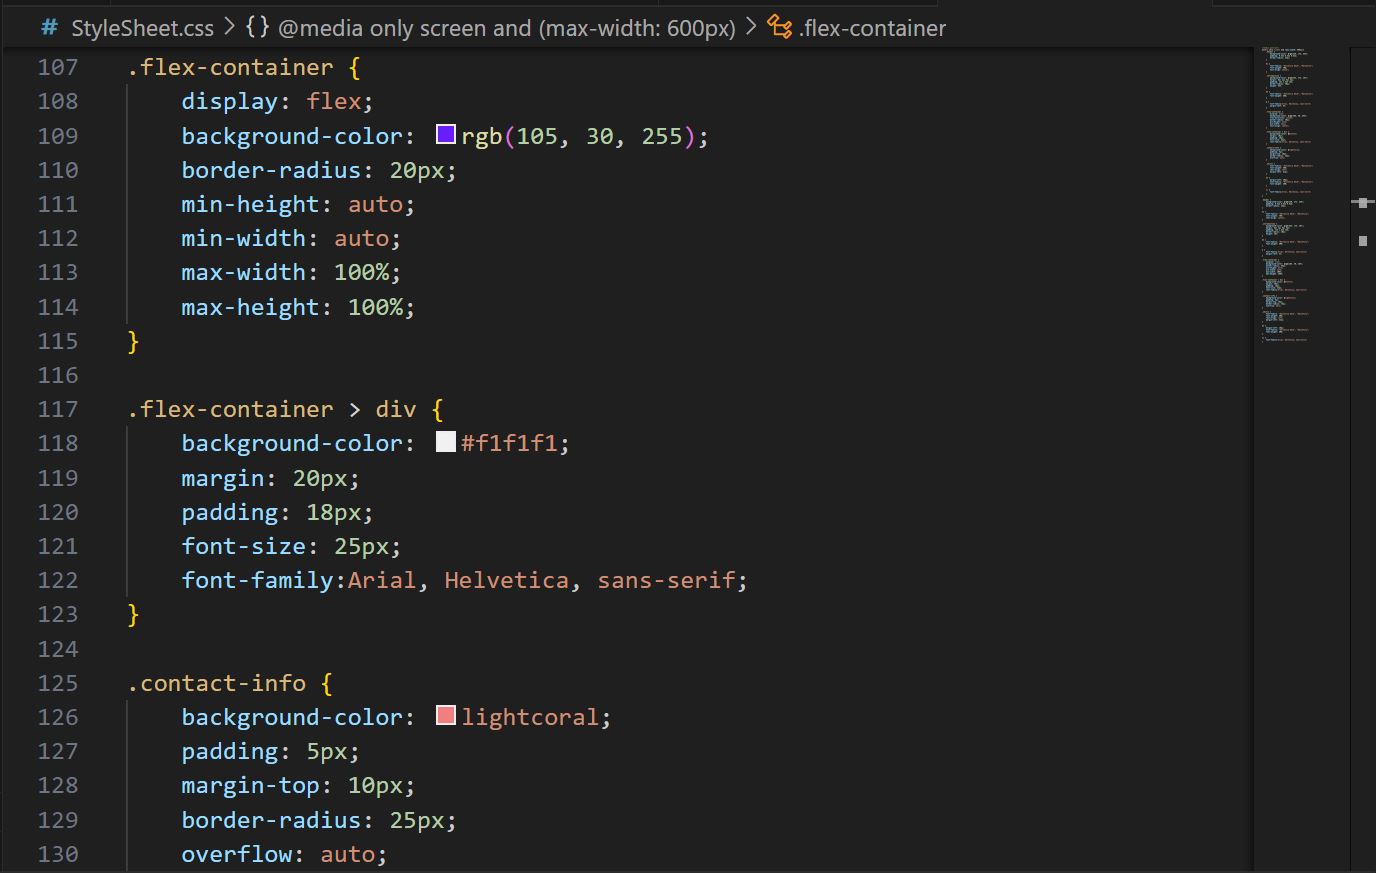 # StyleSheet.css > {} @media only screen and (max-width: 600px) > .flex-container
107 .flex-container {
108 display: flex;
109 background-color: rgb(105, 30, 255);
110 border-radius: 20px;
111 min-height: auto;
112 min-width: auto;
113 max-width: 100%;
114 max-height: 100%;
115 }
116
117 .flex-container > div {
118 background-color: #f1f1f1;
119 margin: 20px;
120 padding: 18px;
121 font-size: 25px;
122 font-family:Arial, Helvetica, sans-serif;
123 }
124
125 .contact-info {
126 background-color: lightcoral;
127 padding: 5px;
128 margin-top: 10px;
129 border-radius: 25px;
130 overflow: auto;